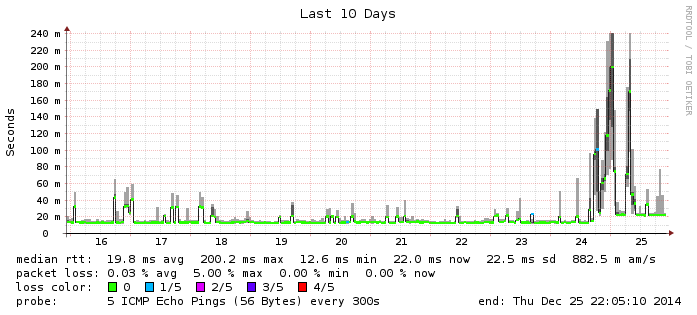 Last 10 Days
RRDTOOL / TOBI OETIKER
Seconds
240 m
220 m
200 m
180 m
160 m
140 m
120 m
100 m
80 m
60 m
40 m
20 m
0
16 17 18 19 20 21 22 23 24 25
median rtt: 19.8 ms avg 200.2 ms max 12.6 ms min 22.0 ms now 22.5 ms sd 882.5 m am/s
packet loss: 0.03 % avg 5.00 % max 0.00 % min 0.00 % now
loss color: 0 1/5 2/5 3/5 4/5
probe: 5 ICMP Echo Pings (56 Bytes) every 300s end: Thu Dec 25 22:05:10 2014